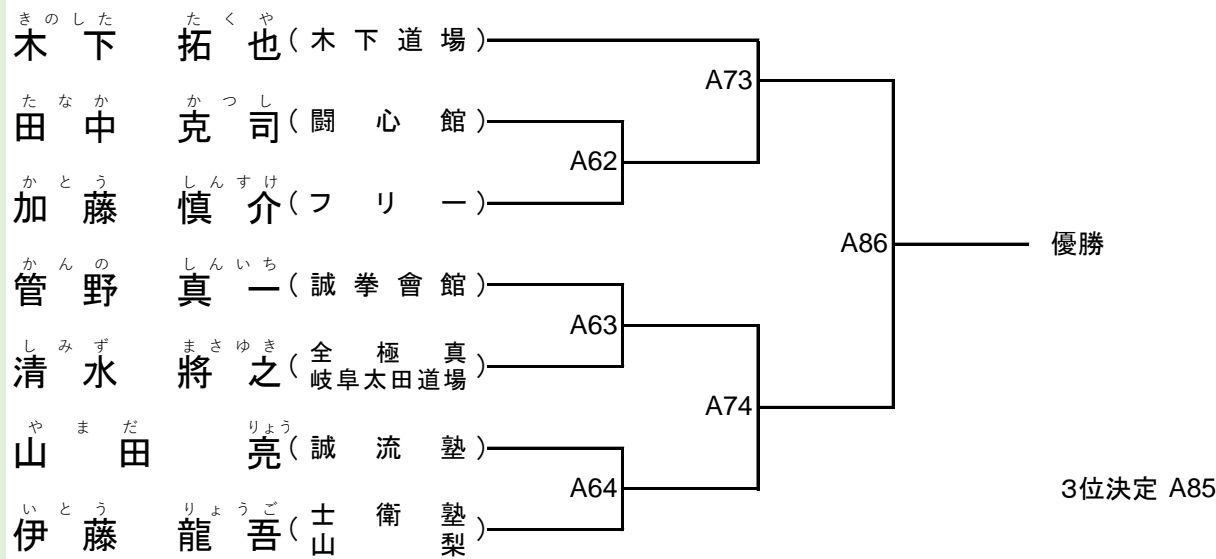 きのした たくや
木下 拓也(木下道場)
A73
たなか かつし
田中 克司(闘心館)
A62
かとう しんすけ
加藤 慎介(フリー)
A86
優勝
かんの しんいち
管野 真一(誠拳會館)
A63
しみず まさゆき
清水 將之(全極真
岐阜太田道場)
A74
やまだ りょう
山田 亮(誠流塾)
A64
3位決定 A85
いとう りょうご
伊藤 龍吾(士衛塾
山梨)